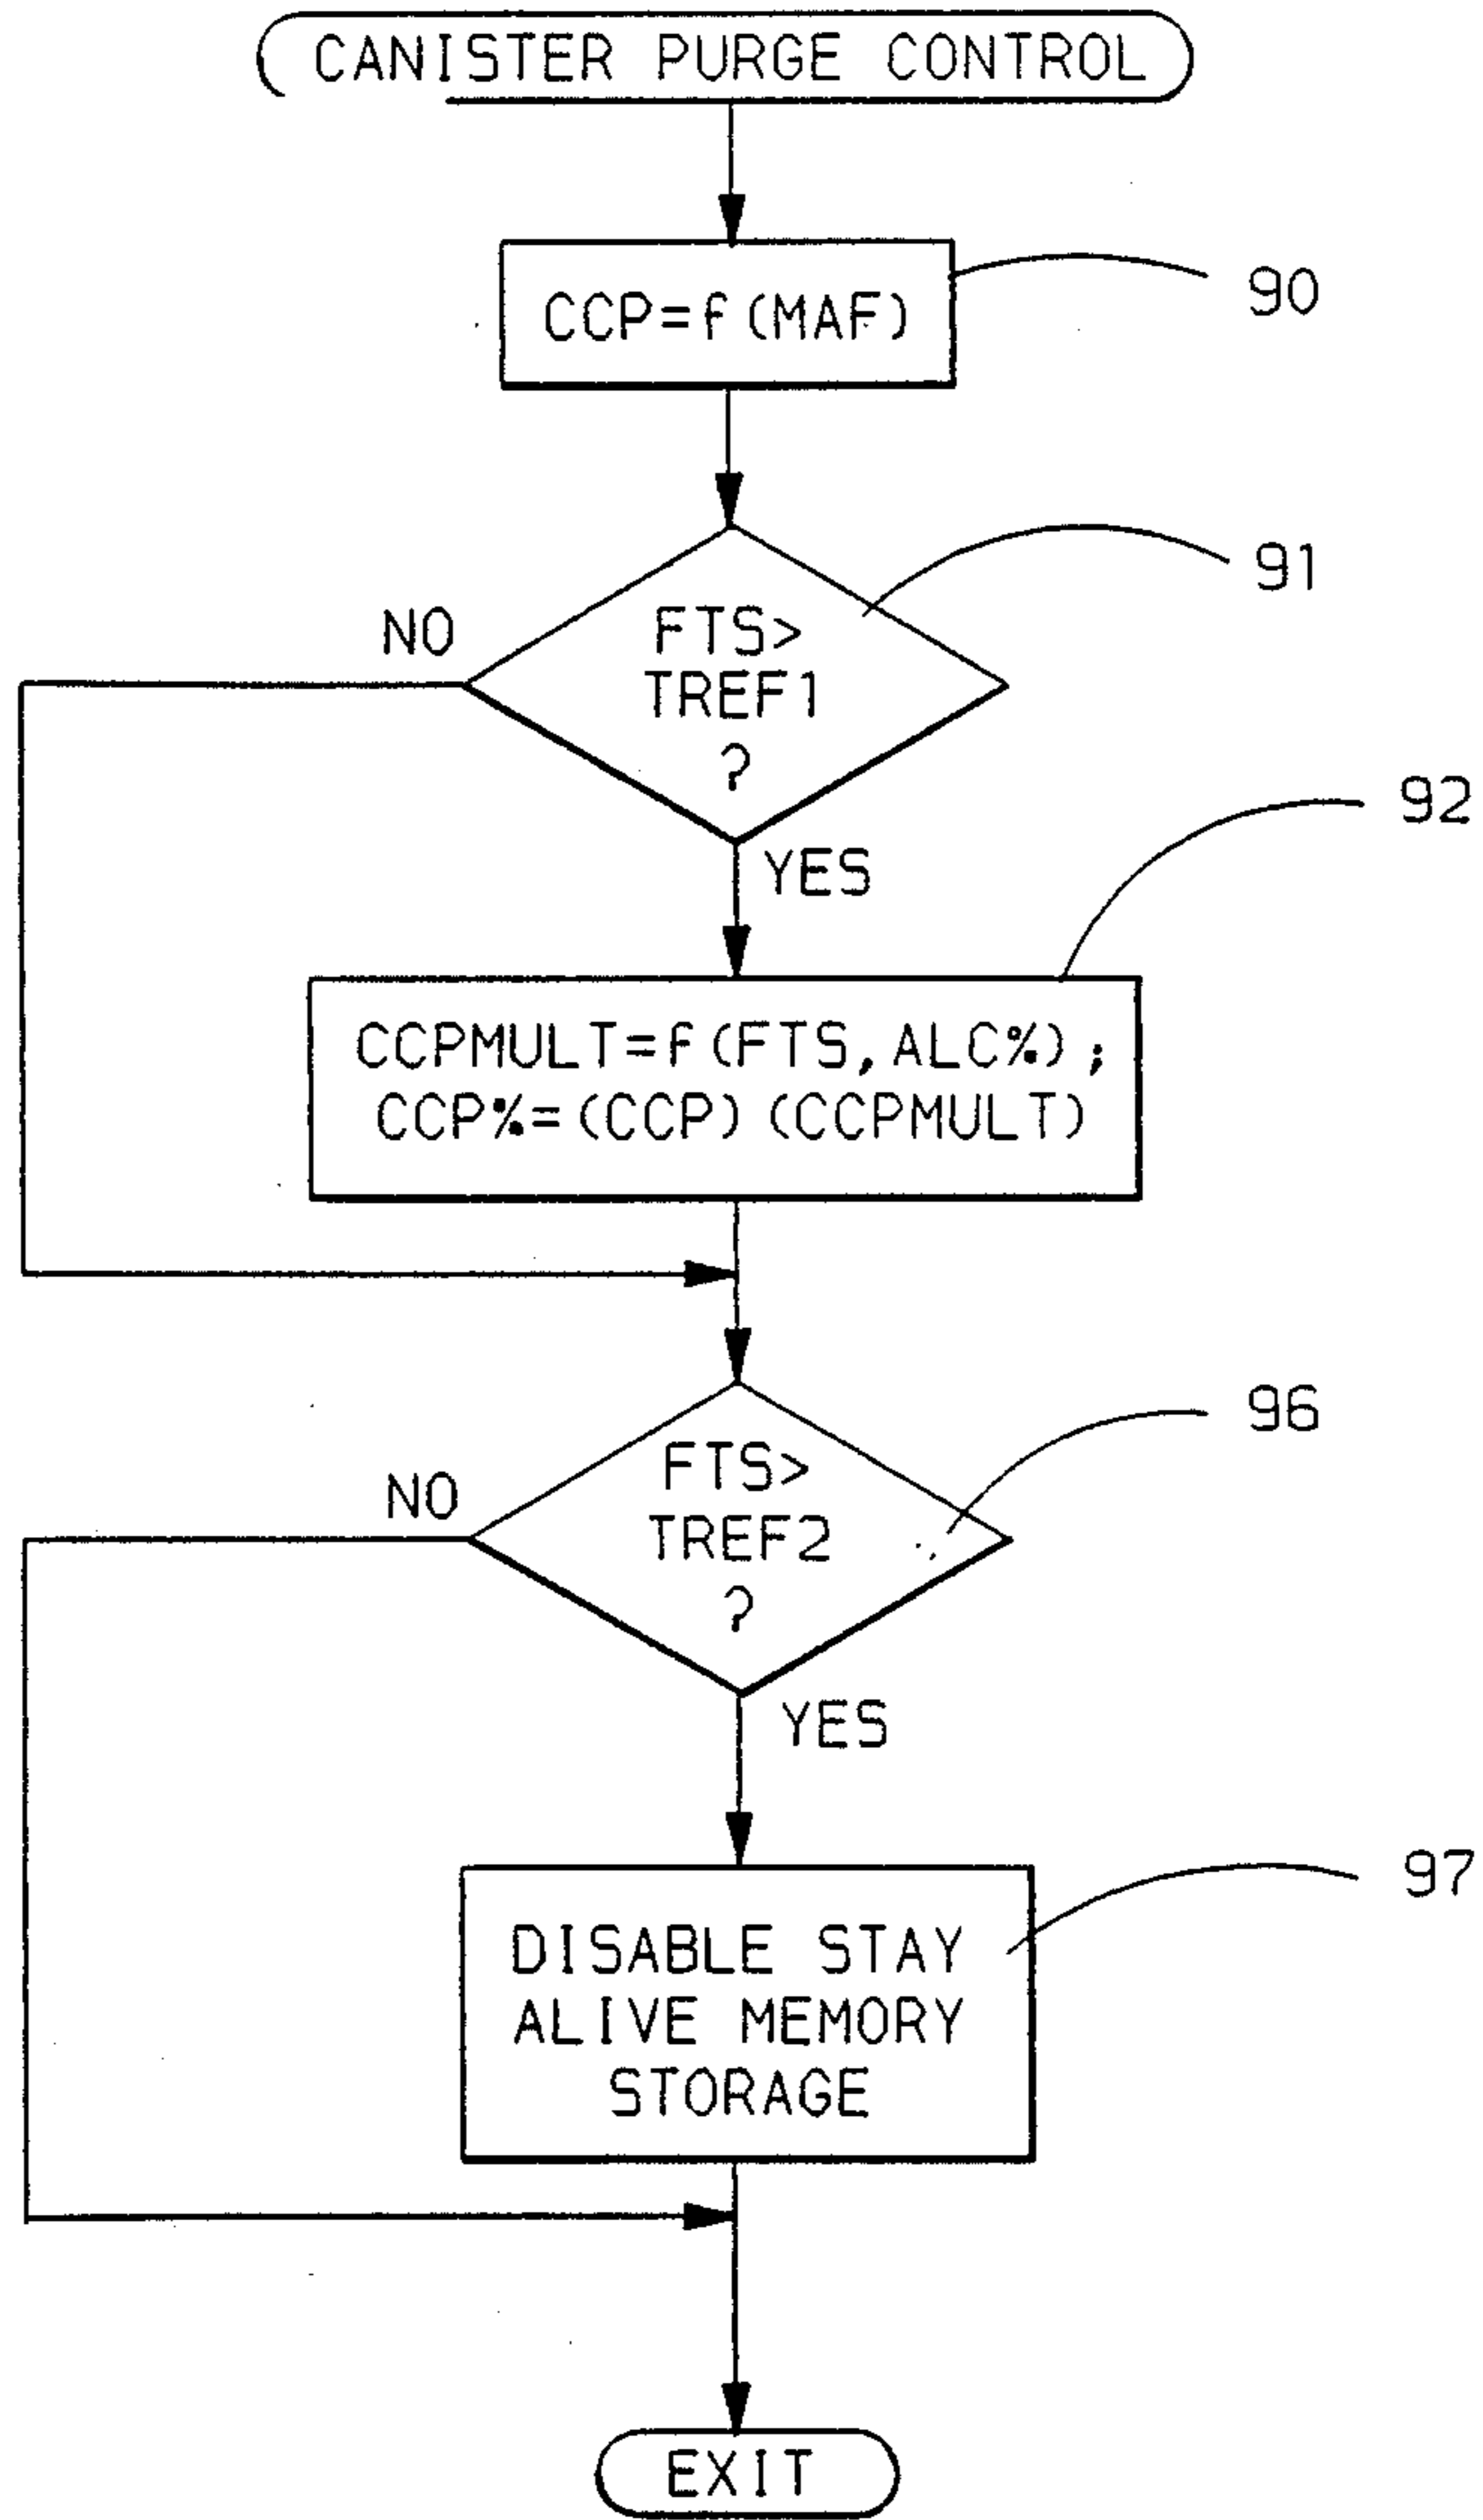 CANISTER PURGE CONTROL
CCP=f(MAF)
90
91
NO
FTS>
TREF1
?
92
YES
CCPMULT=f(FTS,ALC%);
CCP%=(CCP)(CCPMULT)
96
NO
FTS>
TREF2
?
YES
97
DISABLE STAY
ALIVE MEMORY
STORAGE
EXIT